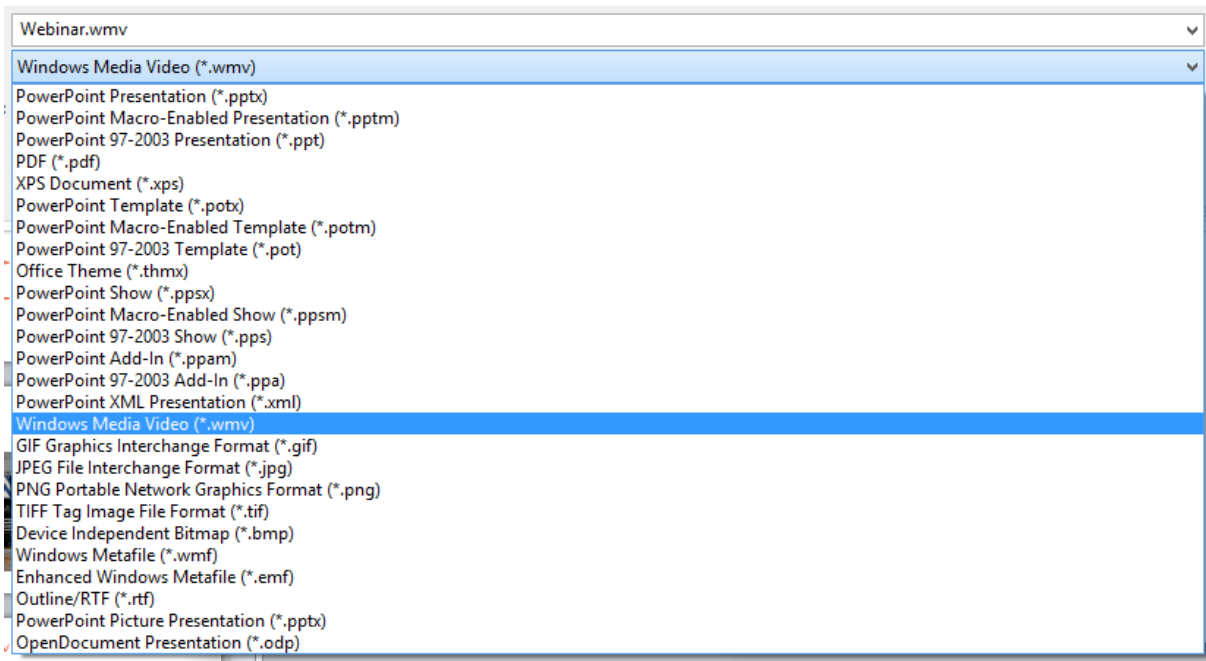 Webinar.wmv
Windows Media Video (*.wmv)
PowerPoint Presentation (*.pptx)
PowerPoint Macro-Enabled Presentation (*.pptm)
PowerPoint 97-2003 Presentation (*.ppt)
PDF (*.pdf)
XPS Document (*.xps)
PowerPoint Template (*.potx)
PowerPoint Macro-Enabled Template (*.potm)
PowerPoint 97-2003 Template (*.pot)
Office Theme (*.thmx)
PowerPoint Show (*.ppsx)
PowerPoint Macro-Enabled Show (*.ppsm)
PowerPoint 97-2003 Show (*.pps)
PowerPoint Add-In (*.ppam)
PowerPoint 97-2003 Add-In (*.ppa)
PowerPoint XML Presentation (*.xml)
Windows Media Video (*.wmv)
GIF Graphics Interchange Format (*.gif)
JPEG File Interchange Format (*.jpg)
PNG Portable Network Graphics Format (*.png)
TIFF Tag Image File Format (*.tif)
Device Independent Bitmap (*.bmp)
Windows Metafile (*.wmf)
Enhanced Windows Metafile (*.emf)
Outline/RTF (*.rtf)
PowerPoint Picture Presentation (*.pptx)
OpenDocument Presentation (*.odp)